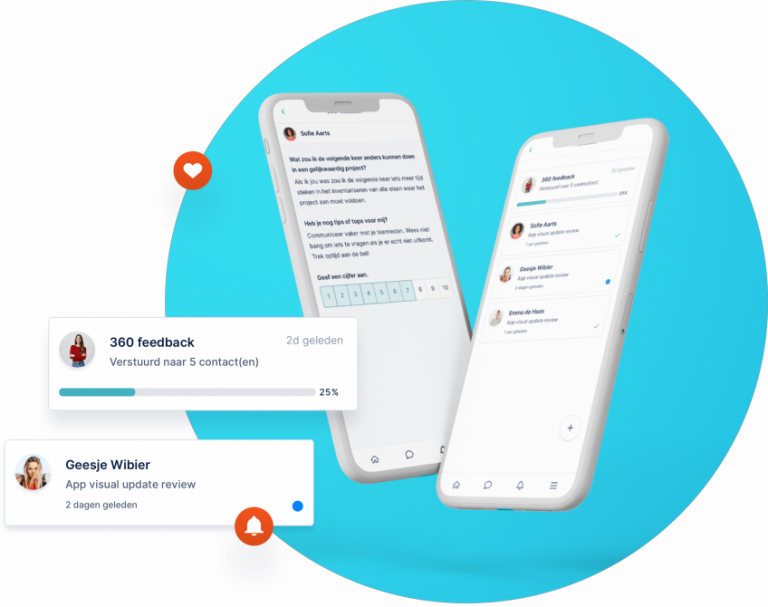 Sofie Aarts
Wat zou ik de volgende keer anders kunnen doen
in een gelijkwaardig project?
Als ik jou was zou ik de volgende keer iets meer tijd
steken in het inventariseren van alle eisen waar het
project aan moet voldoen.
Heb je nog tips of tops voor mij?
Communiceer vaker met je teamleden. Wees niet
bang om iets te vragen als je er echt niet uitkomt.
Trek optijd aan de bel!
Geef een cijfer aan.
1 2 3 4 5 6 7 8 9 10
360 feedback 2d geleden
Verstuurd naar 5 contact(en)
25%
Sofie Aarts
App visual update review
1 uur geleden
Geesje Wibier
App visual update review
2 dagen geleden
Emma de Haas
App visual update review
1 uur geleden
+
360 feedback 2d geleden
Verstuurd naar 5 contact(en)
25%
Geesje Wibier
App visual update review
2 dagen geleden